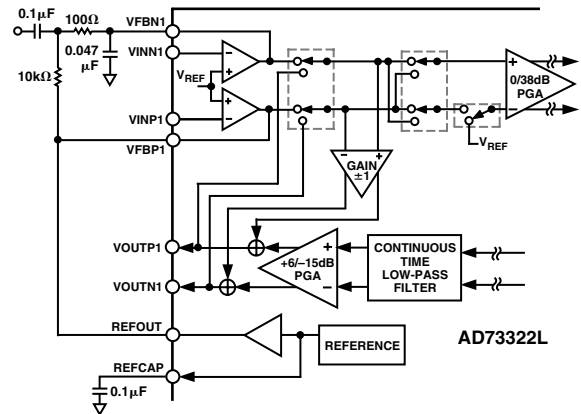 0.1μF
100Ω
VFBN1
VINN1
0.047
μF
10kΩ
VREF
VINP1
VFBP1
+
+
0/38dB
PGA
VREF
+
GAIN
±1
VOUTP1
+6/–15dB
PGA
+
–
CONTINUOUS
TIME
LOW-PASS
FILTER
VOUTN1
REFOUT
REFERENCE
AD73322L
REFCAP
0.1μF